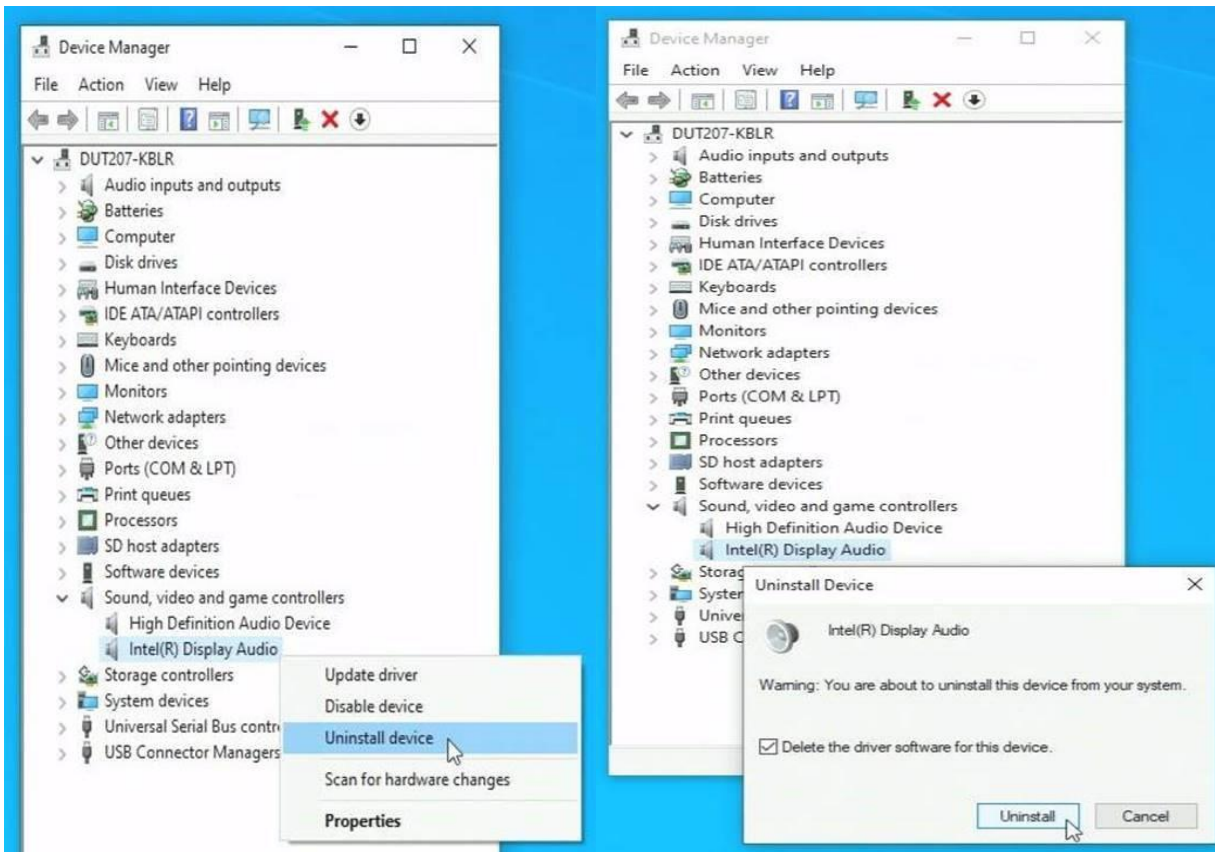 Device Manager
File Action View Help
DUT207-KBLR
Audio inputs and outputs
Batteries
Computer
Disk drives
Human Interface Devices
IDE ATA/ATAPI controllers
Keyboards
Mice and other pointing devices
Monitors
Network adapters
Other devices
Ports (COM & LPT)
Print queues
Processors
SD host adapters
Software devices
Sound, video and game controllers
High Definition Audio Device
Intel(R) Display Audio
Storage controllers
System devices
Universal Serial Bus contr
USB Connector Managers
Update driver
Disable device
Uninstall device
Scan for hardware changes
Properties
Device Manager
File Action View Help
DUT207-KBLR
Audio inputs and outputs
Batteries
Computer
Disk drives
Human Interface Devices
IDE ATA/ATAPI controllers
Keyboards
Mice and other pointing devices
Monitors
Network adapters
Other devices
Ports (COM & LPT)
Print queues
Processors
SD host adapters
Software devices
Sound, video and game controllers
High Definition Audio Device
Intel(R) Display Audio
Storag
System
Univer
USB C
Uninstall Device
Intel(R) Display Audio
Warning: You are about to uninstall this device from your system.
Delete the driver software for this device.
Uninstall Cancel